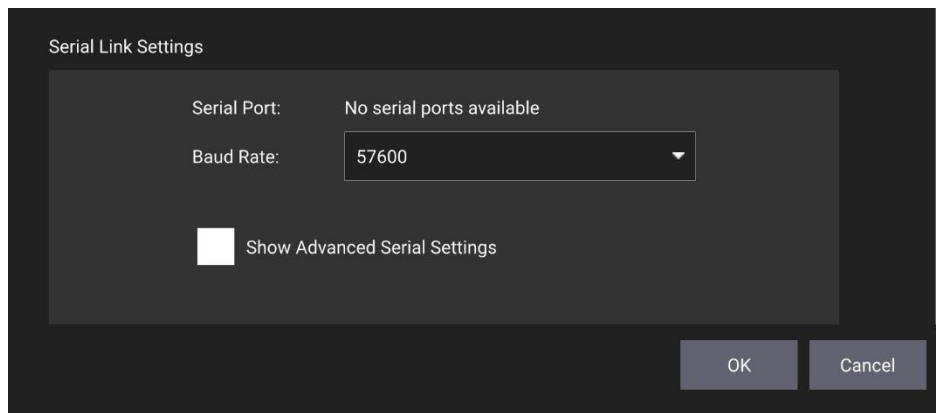 Serial Link Settings
Serial Port: No serial ports available
Baud Rate: 57600
Show Advanced Serial Settings
OK Cancel